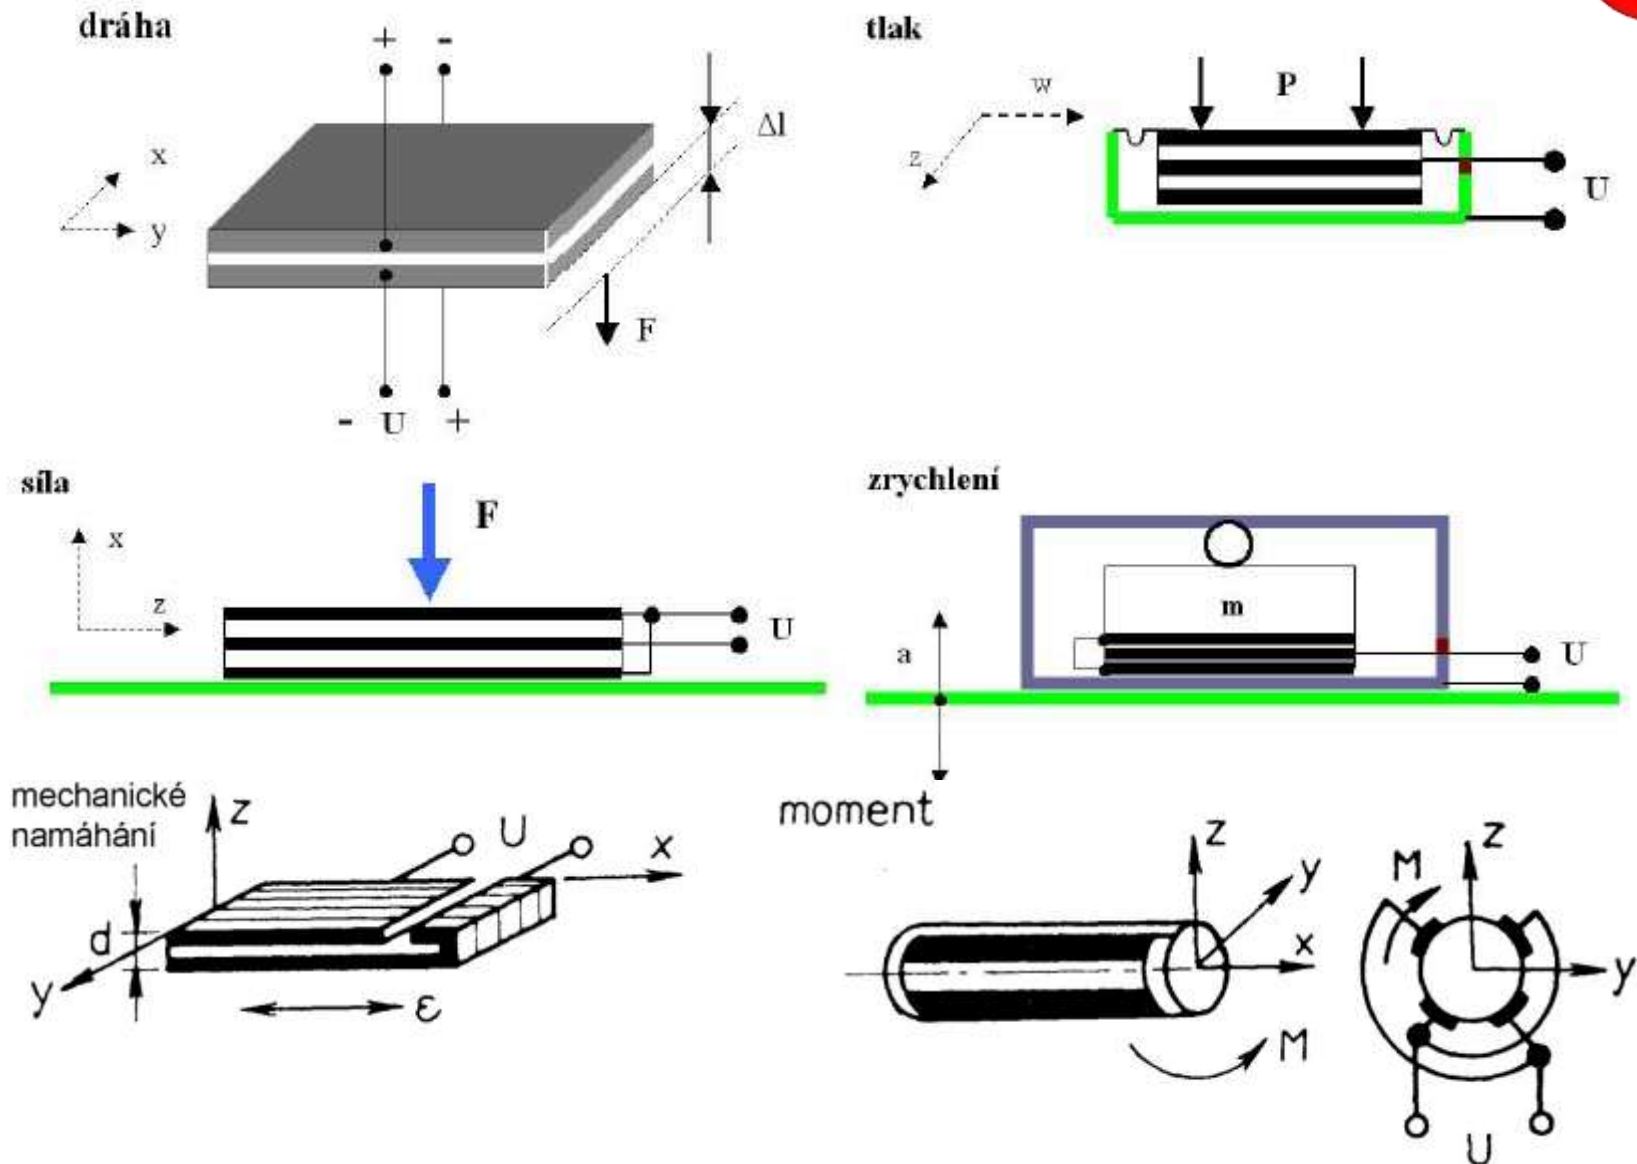 dráha
+ -
x
y
Δl
F
- U +
tlak
w
P
z
U
síla
F
x
z
U
zrychlení
m
a
U
mechanické
namáhání
z
U
x
d
y
ε
moment
z
y
x
M
M
z
y
U